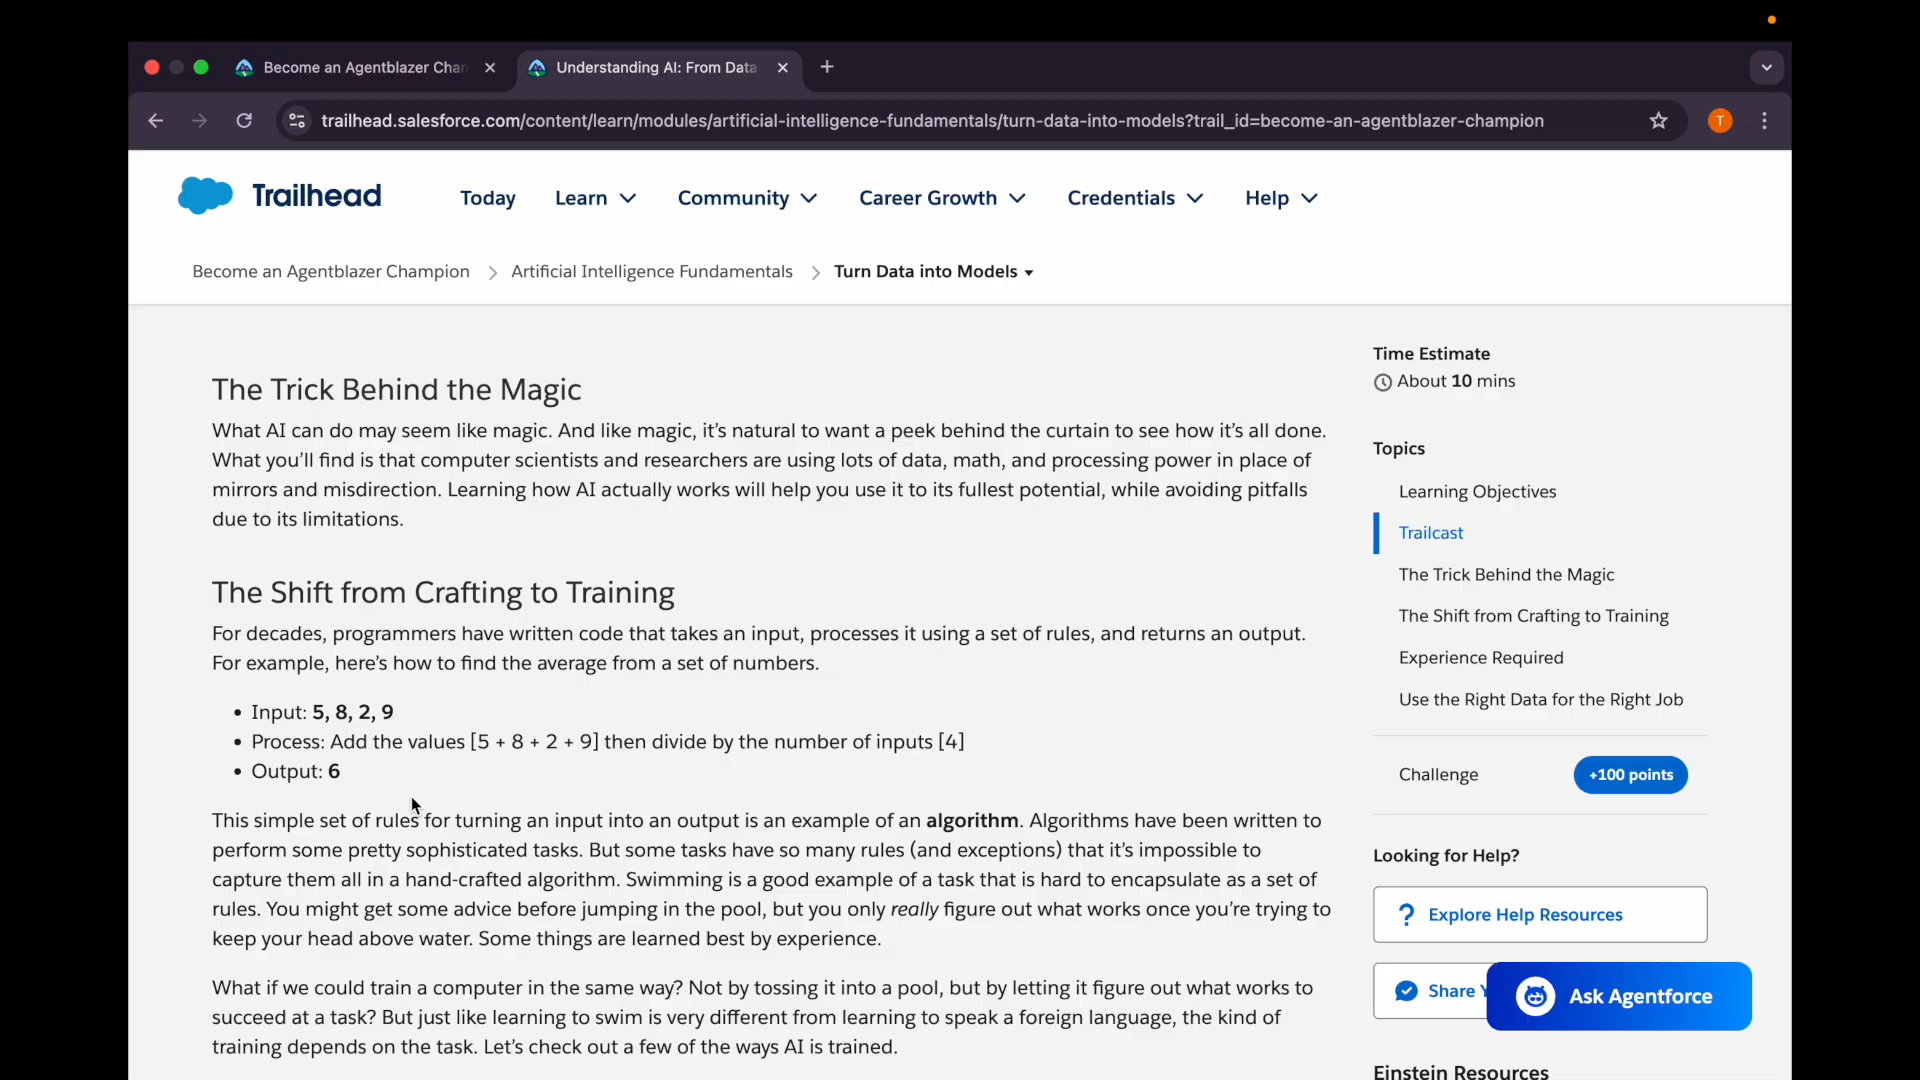 Become an Agentblazer Chan
Understanding AI: From Data
trailhead.salesforce.com/content/learn/modules/artificial-intelligence-fundamentals/turn-data-into-models?trail_id=become-an-agentblazer-champion
T
Trailhead
Today
Learn
Community
Career Growth
Credentials
Help
Become an Agentblazer Champion
Artificial Intelligence Fundamentals
Turn Data into Models
The Trick Behind the Magic
What AI can do may seem like magic. And like magic, it’s natural to want a peek behind the curtain to see how it’s all done.
What you’ll find is that computer scientists and researchers are using lots of data, math, and processing power in place of
mirrors and misdirection. Learning how AI actually works will help you use it to its fullest potential, while avoiding pitfalls
due to its limitations.
The Shift from Crafting to Training
For decades, programmers have written code that takes an input, processes it using a set of rules, and returns an output.
For example, here’s how to find the average from a set of numbers.
• Input: 5, 8, 2, 9
• Process: Add the values [5 + 8 + 2 + 9] then divide by the number of inputs [4]
• Output: 6
This simple set of rules for turning an input into an output is an example of an algorithm. Algorithms have been written to
perform some pretty sophisticated tasks. But some tasks have so many rules (and exceptions) that it’s impossible to
capture them all in a hand-crafted algorithm. Swimming is a good example of a task that is hard to encapsulate as a set of
rules. You might get some advice before jumping in the pool, but you only really figure out what works once you’re trying to
keep your head above water. Some things are learned best by experience.
What if we could train a computer in the same way? Not by tossing it into a pool, but by letting it figure out what works to
succeed at a task? But just like learning to swim is very different from learning to speak a foreign language, the kind of
training depends on the task. Let’s check out a few of the ways AI is trained.
Time Estimate
About 10 mins
Topics
Learning Objectives
Trailcast
The Trick Behind the Magic
The Shift from Crafting to Training
Experience Required
Use the Right Data for the Right Job
Challenge
+100 points
Looking for Help?
Explore Help Resources
Share
Ask Agentforce
Einstein Resources